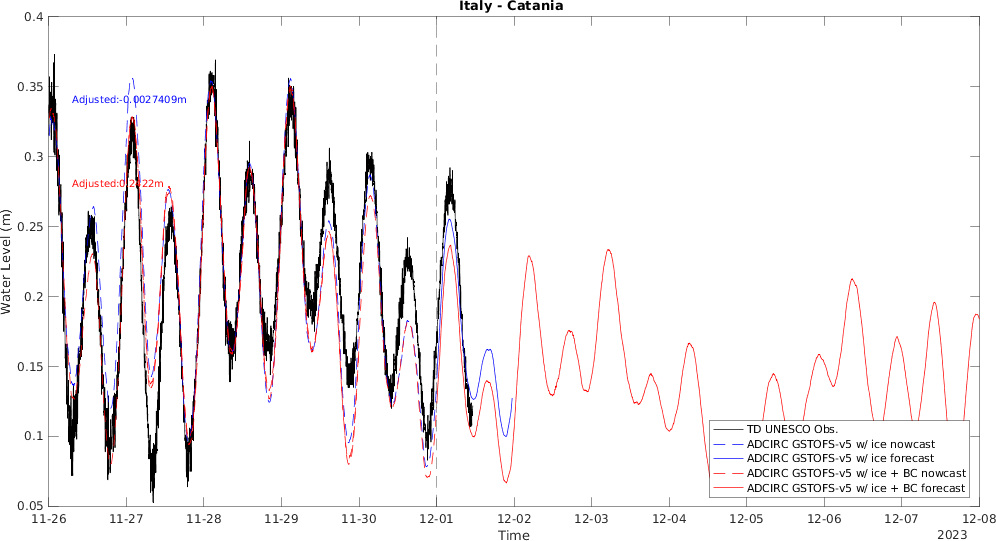 Italy - Catania
0.4
0.35
0.3
0.25
0.2
0.15
0.1
0.05
Water Level (m)
Adjusted:-0.0027409m
TD UNESCO Obs.
ADCIRC GSTOFS-v5 w/ ice nowcast
ADCIRC GSTOFS-v5 w/ ice forecast
ADCIRC GSTOFS-v5 w/ ice + BC nowcast
ADCIRC GSTOFS-v5 w/ ice + BC forecast
11-26 11-27 11-28 11-29 11-30 12-01 12-02 12-03 12-04 12-05 12-06 12-07 12-08
Time
2023